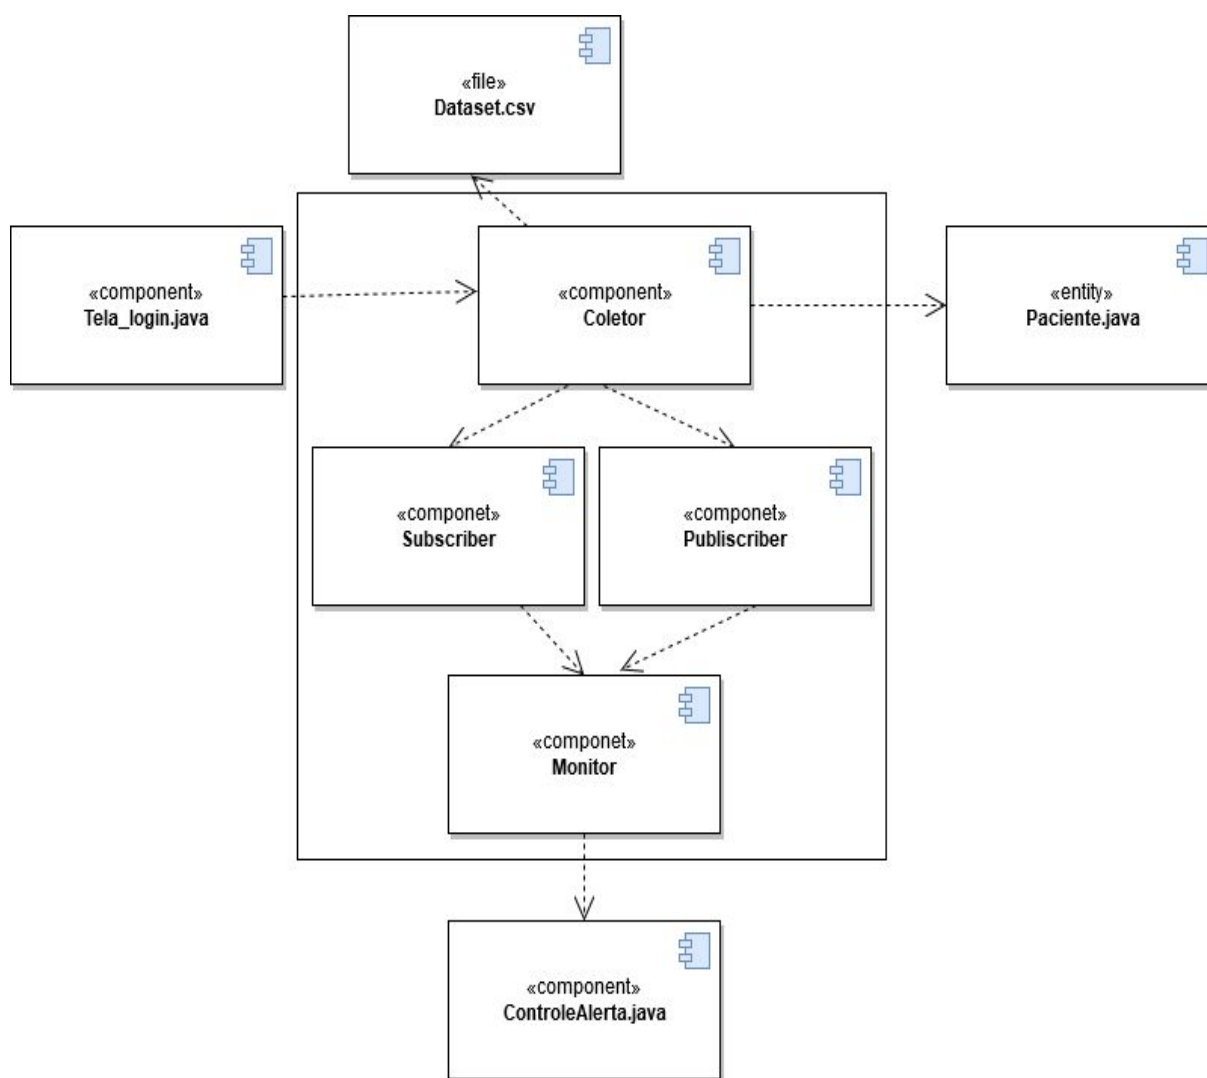 «file»
Dataset.csv
«component»
Tela_login.java
«component»
Coletor
«entity»
Paciente.java
«componet»
Subscriber
«componet»
Publiscriber
«componet»
Monitor
«component»
ControleAlerta.java